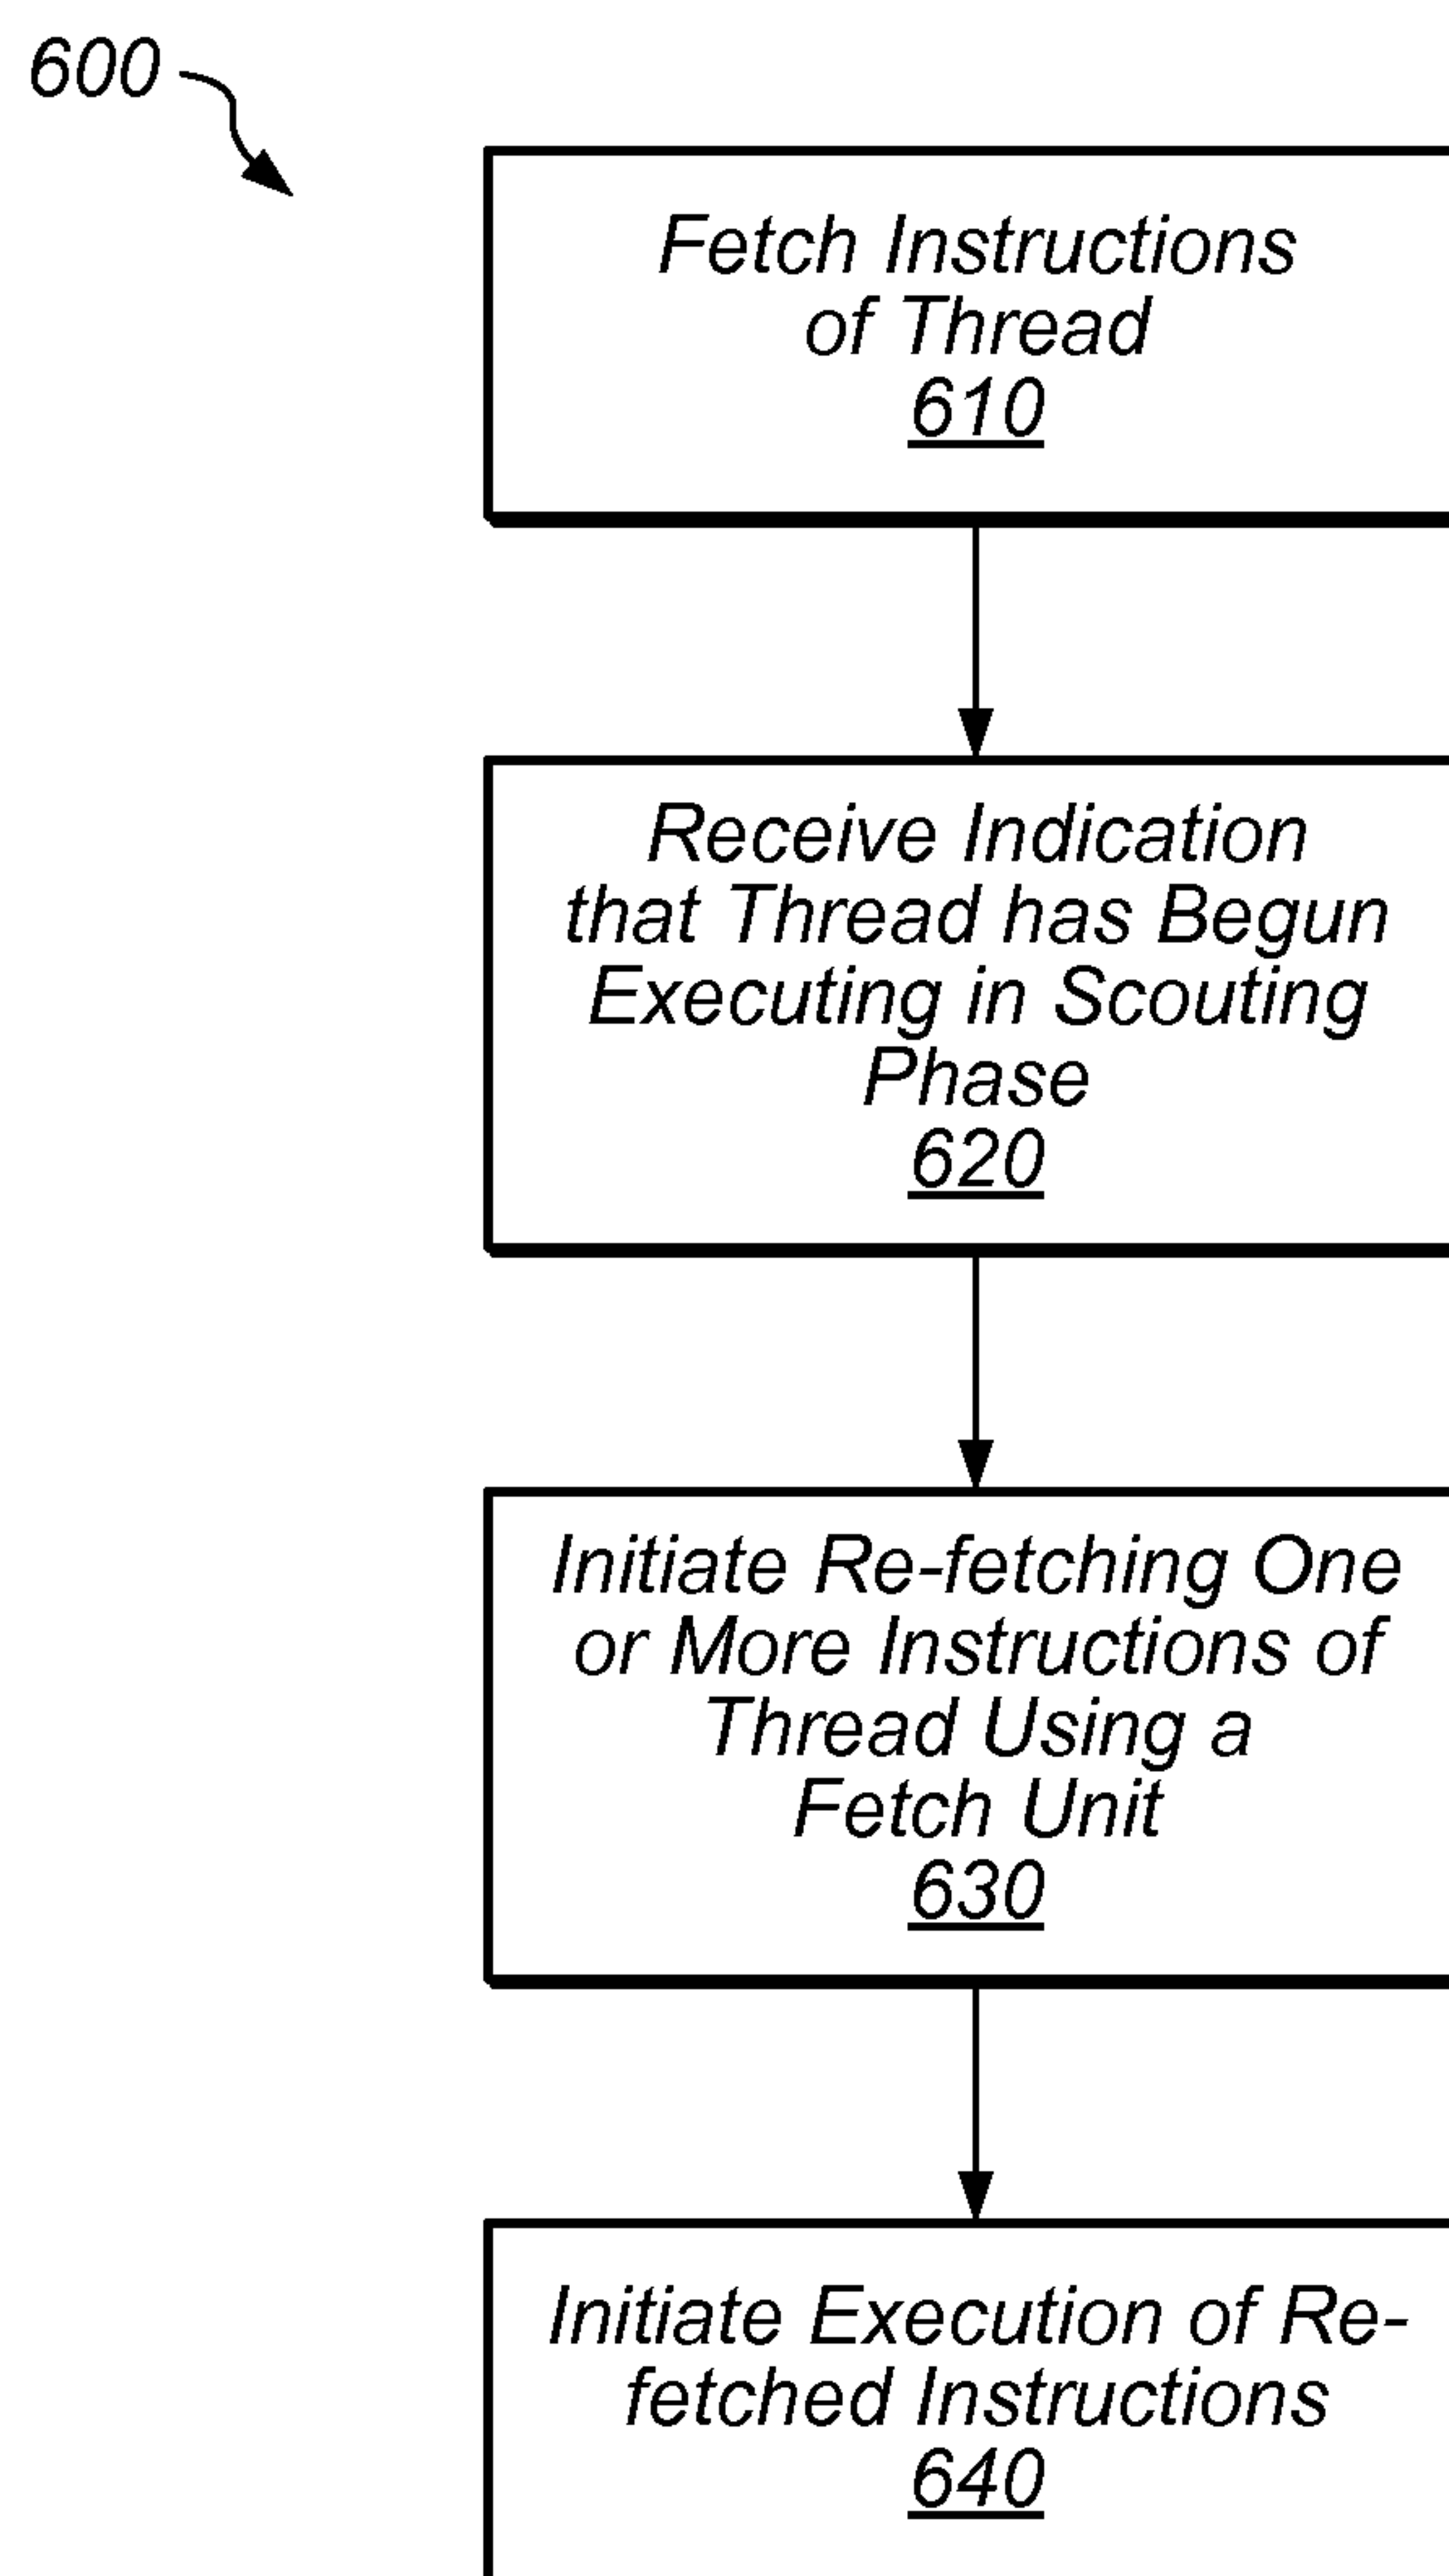 600
Fetch Instructions
of Thread
610
Receive Indication
that Thread has Begun
Executing in Scouting
Phase
620
Initiate Re-fetching One
or More Instructions of
Thread Using a
Fetch Unit
630
Initiate Execution of Re-
fetched Instructions
640